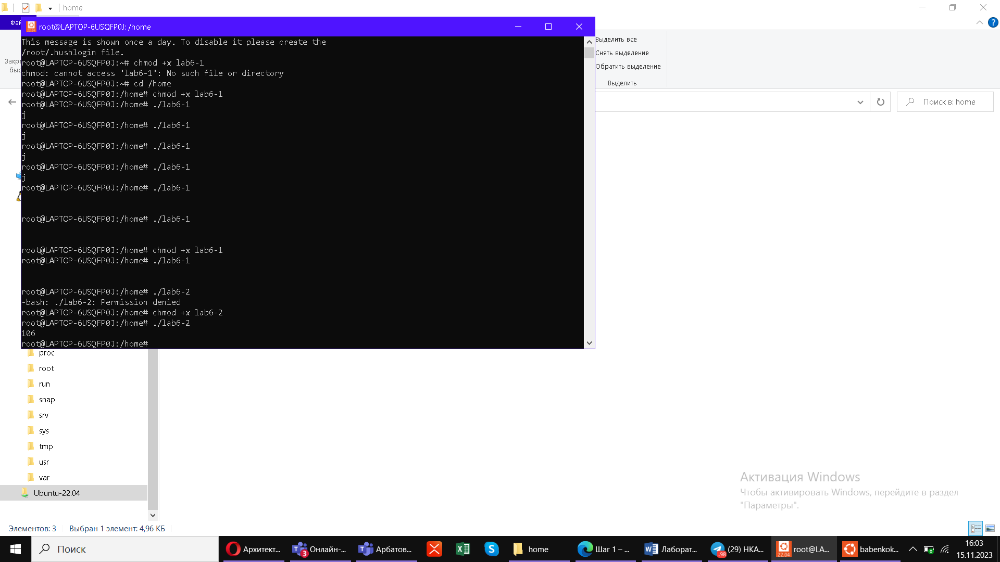 home
Фай
root@LAPTOP-6USQFP0J: /home
This message is shown once a day. To disable it please create the
/root/.hushlogin file.
root@LAPTOP-6USQFP0J:~# chmod +x lab6-1
chmod: cannot access 'lab6-1': No such file or directory
root@LAPTOP-6USQFP0J:~# cd /home
root@LAPTOP-6USQFP0J:/home# chmod +x lab6-1
root@LAPTOP-6USQFP0J:/home# ./lab6-1
j
root@LAPTOP-6USQFP0J:/home# ./lab6-1
j
root@LAPTOP-6USQFP0J:/home# ./lab6-1
j
root@LAPTOP-6USQFP0J:/home# ./lab6-1
j
root@LAPTOP-6USQFP0J:/home# ./lab6-1
root@LAPTOP-6USQFP0J:/home# ./lab6-1
root@LAPTOP-6USQFP0J:/home# chmod +x lab6-1
root@LAPTOP-6USQFP0J:/home# ./lab6-1
root@LAPTOP-6USQFP0J:/home# ./lab6-2
-bash: ./lab6-2: Permission denied
root@LAPTOP-6USQFP0J:/home# chmod +x lab6-2
root@LAPTOP-6USQFP0J:/home# ./lab6-2
106
root@LAPTOP-6USQFP0J:/home#
Закре
быс
Выделить все
Снять выделение
Обратить выделение
Выделить
Поиск в: home
proc
root
run
snap
srv
sys
tmp
usr
var
Ubuntu-22.04
Активация Windows
Чтобы активировать Windows, перейдите в раздел
"Параметры".
Элементов: 3 Выбран 1 элемент: 4,96 КБ
Поиск
Архитект...
3
Онлайн-...
Арбатов...
home
Шаг 1 – ...
Лаборат...
..98
(29) НКА...
22.04
root@LA...
babenkok...
16:03
15.11.2023